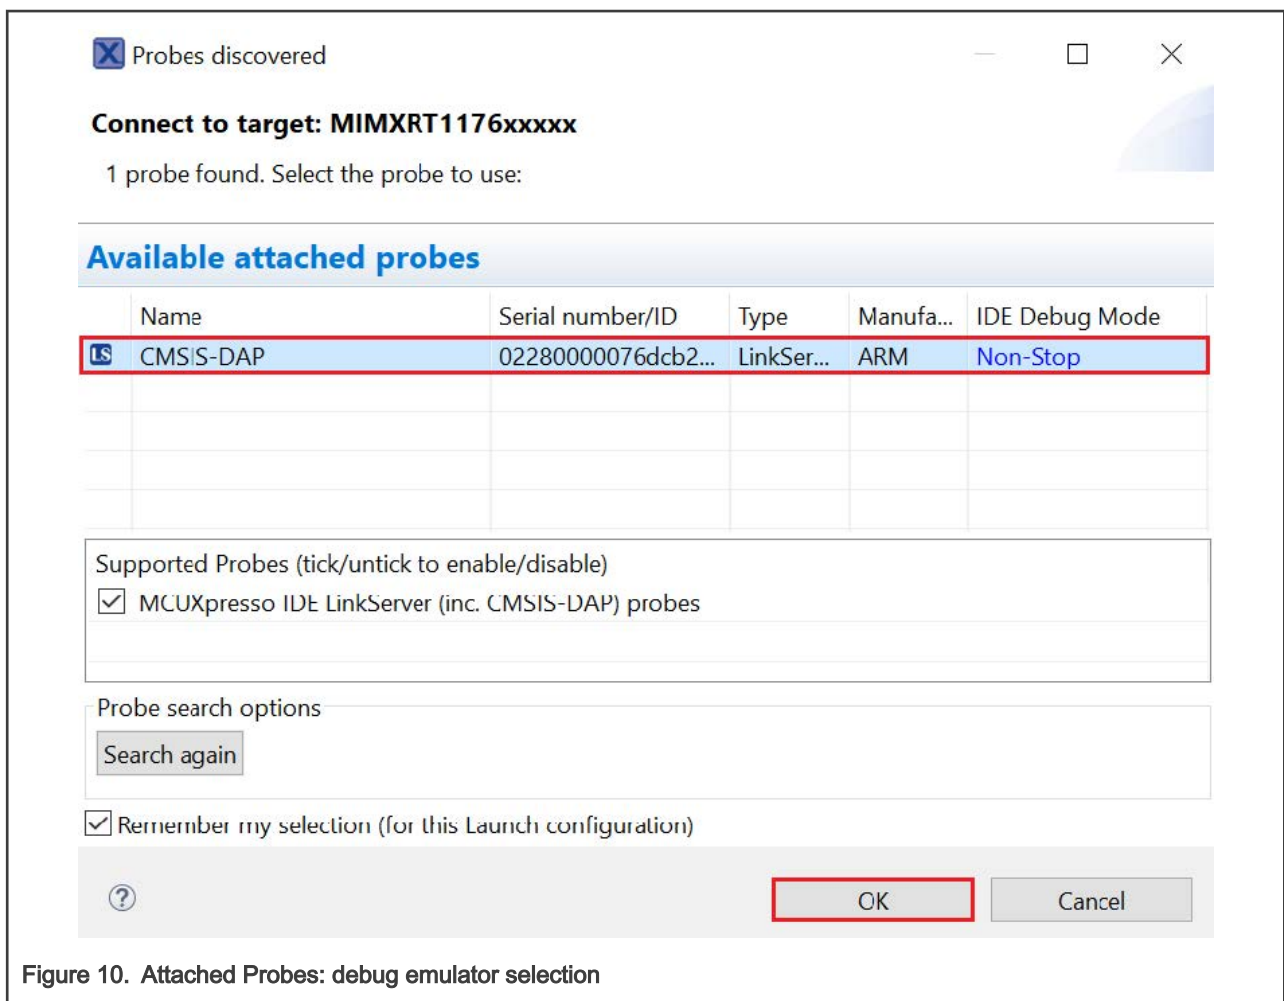 Probes discovered
Connect to target: MIMXRT1176xxxxx
1 probe found. Select the probe to use:
Available attached probes
Name Serial number/ID Type Manufa... IDE Debug Mode
LS CMSIS-DAP 02280000076dcb2... LinkSer... ARM Non-Stop
Supported Probes (tick/untick to enable/disable)
MCUXpresso IDE LinkServer (inc. CMSIS-DAP) probes
Probe search options
Search again
Remember my selection (for this Launch configuration)
? OK Cancel
Figure 10. Attached Probes: debug emulator selection